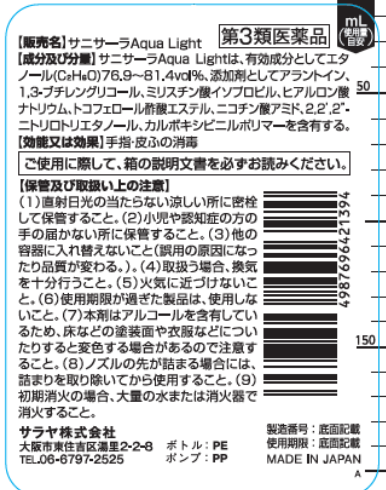 【販売名】サニサーラAqua Light 第3類医薬品
mL
使用量
目安
【成分及び分量】サニサーラAqua Lightは、有効成分としてエタ
ノール(C₂H₆O)76.9～81.4vol%、添加剤としてアラントイン、
1,3-ブチレングリコール、ミリスチン酸イソプロピル、ヒアルロン酸
ナトリウム、トコフェロール酢酸エステル、ニコチン酸アミド、2,2',2"-
ニトリロトリエタノール、カルボキシビニルポリマーを含有する。
50
【効能又は効果】手指・皮ふの消毒
ご使用に際して、箱の説明文書を必ずお読みください。
【保管及び取扱い上の注意】
(1)直射日光の当たらない涼しい所に密栓
して保管すること。(2)小児や認知症の方の
手の届かない所に保管すること。(3)他の
容器に入れ替えないこと(誤用の原因になっ
たり品質が変わる。)。(4)取扱う場合、換気
を十分行うこと。(5)火気に近づけないこ
と。(6)使用期限が過ぎた製品は、使用しな
いこと。(7)本剤はアルコールを含有してい
るため、床などの塗装面や衣服などについ
たりすると変色する場合があるので注意す
ること。(8)ノズルの先が詰まる場合には、
詰まりを取り除いてから使用すること。(9)
初期消火の場合、大量の水または消火器で
消火すること。
4987696421394
150
サラヤ株式会社
大阪市東住吉区湯里2-2-8
TEL.06-6797-2525
ボトル：PE
ポンプ：PP
製造番号：底面記載
使用期限：底面記載
MADE IN JAPAN
A